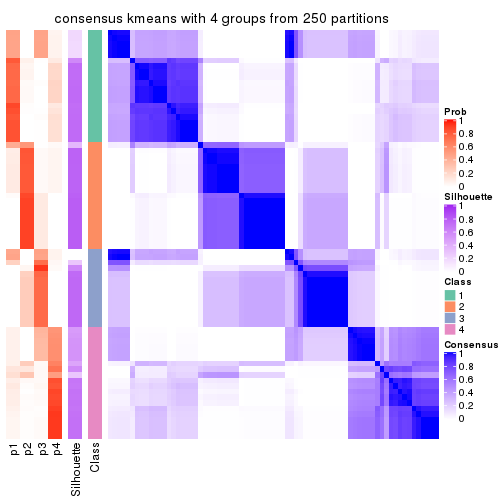 consensus kmeans with 4 groups from 250 partitions
Prob
1
0.8
0.6
0.4
0.2
0
Silhouette
1
0.8
0.6
0.4
0.2
0
Class
1
2
3
4
Consensus
1
0.8
0.6
0.4
0.2
0
p1
p2
p3
p4
Silhouette
Class